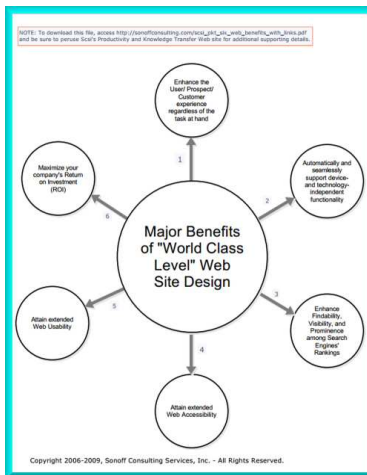 NOTE: To download this file, access http://sonoffconsulting.com/scsi_pkt_six_web_benefits_with_links.pdf
and be sure to peruse Scsi's Productivity and Knowledge Transfer Web site for additional supporting details.
Enhance the
User/ Prospect/
Customer
experience
regardless of the
task at hand
1
Automatically and
seamlessly
support device-
and technology-
independent
functionality
2
Enhance
Findability,
Visibility, and
Prominence
among Search
Engines'
Rankings
3
Attain extended
Web Accessibility
4
Attain extended
Web Usability
5
Maximize your
company's Return
on Investment
(ROI)
6
Major Benefits
of "World Class
Level" Web
Site Design
Copyright 2006-2009, Sonoff Consulting Services, Inc. - All Rights Reserved.